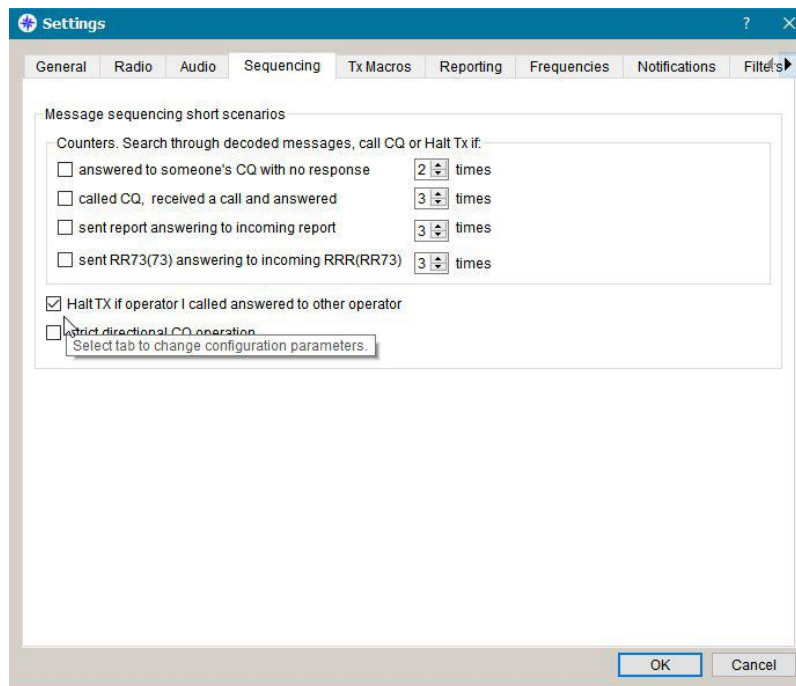 Settings
?
General Radio Audio Sequencing Tx Macros Reporting Frequencies Notifications Filters
Message sequencing short scenarios
Counters. Search through decoded messages, call CQ or Halt Tx if:
answered to someone's CQ with no response 2 times
called CQ, received a call and answered 3 times
sent report answering to incoming report 3 times
sent RR73(73) answering to incoming RRR(RR73) 3 times
Halt TX if operator I called answered to other operator
directional CQ operation
Select tab to change configuration parameters.
OK Cancel